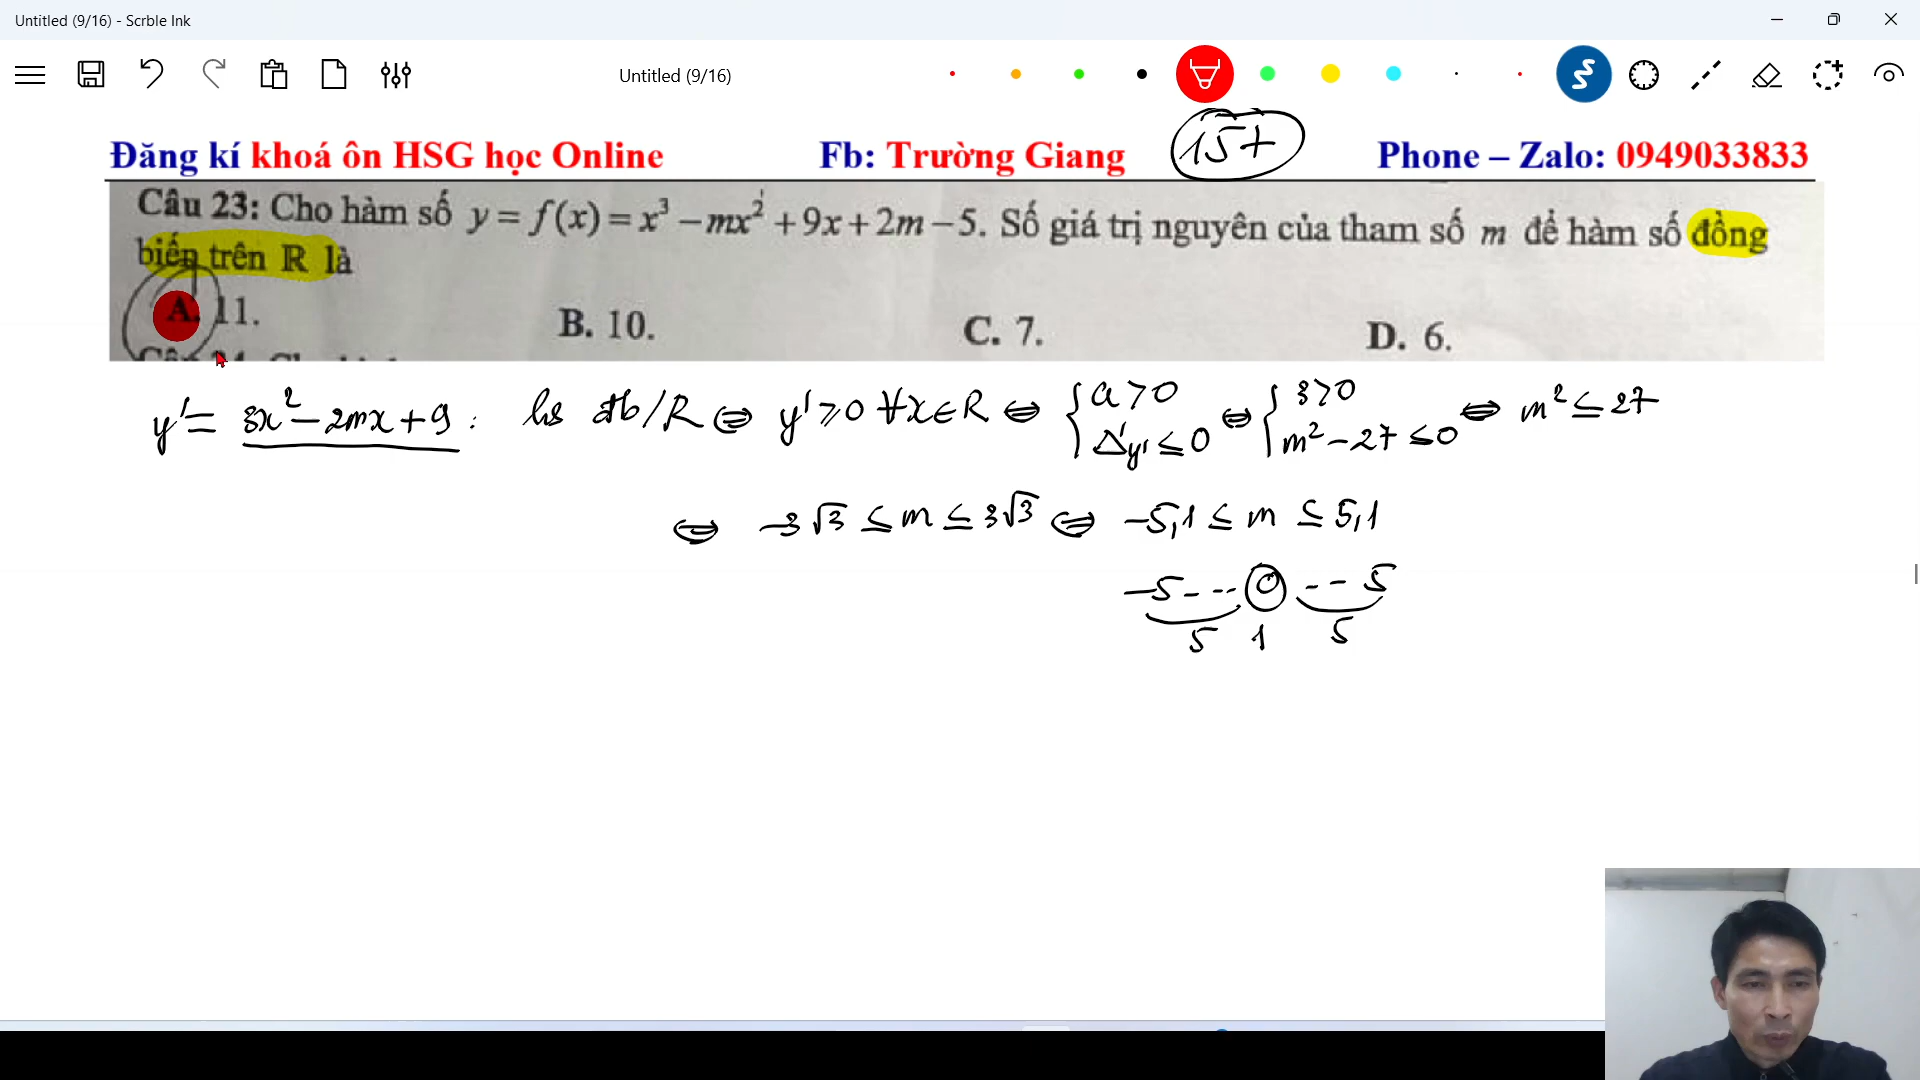 Untitled (9/16) - Scrble Ink
Untitled (9/16)
15+
Đăng kí khoá ôn HSG học Online Fb: Trường Giang Phone – Zalo: 0949033833
Câu 23: Cho hàm số y = f(x) = x³ − mx² + 9x + 2m − 5. Số giá trị nguyên của tham số m để hàm số đồng
biến trên ℝ là
A. 11. B. 10. C. 7. D. 6.
y' = 3x² − 2mx + 9 : hs đb/R ⇔ y' ≥ 0 ∀x∈R ⇔ { a > 0 ; Δ'y' ≤ 0 ⇔ { 3 > 0 ; m² − 27 ≤ 0 ⇔ m² ≤ 27
⇔ −3√3 ≤ m ≤ 3√3 ⇔ −5,1 ≤ m ≤ 5,1
−5 - -- 0 -- 5
5 1 5